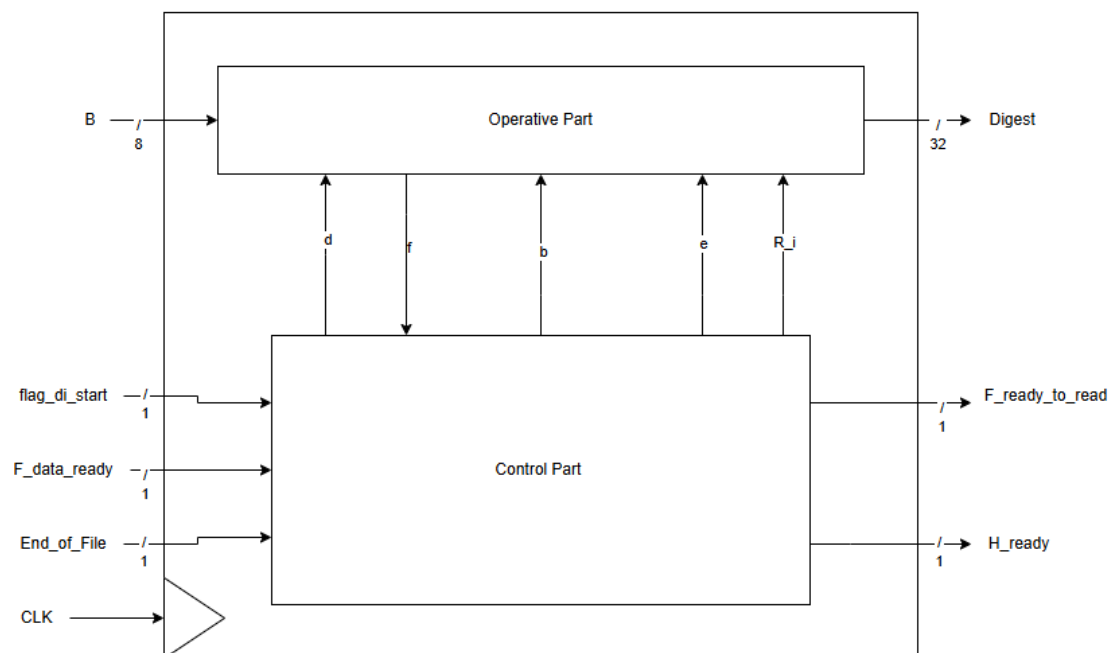 Operative Part
B
/
8
/
32
Digest
d
f
b
e
R_i
flag_di_start
/
1
F_data_ready
/
1
End_of_File
/
1
CLK
Control Part
/
1
F_ready_to_read
/
1
H_ready